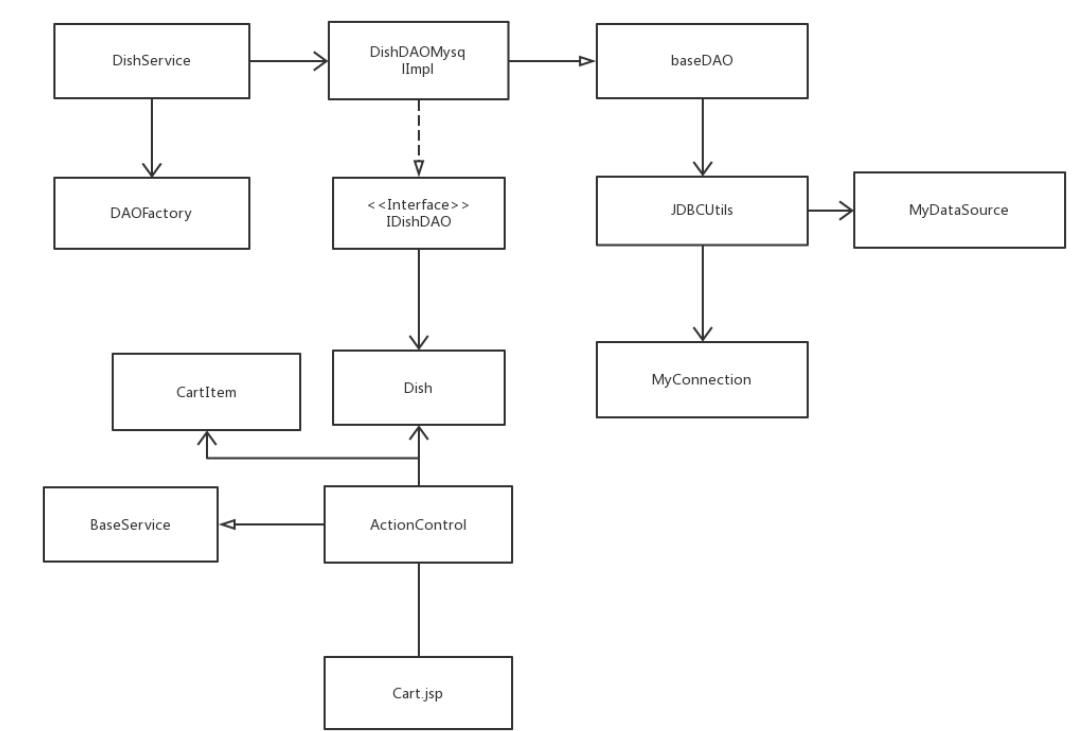 DishService
DishDAOMysq
lImpl
baseDAO
DAOFactory
<<Interface>>
IDishDAO
JDBCUtils
MyDataSource
CartItem
Dish
MyConnection
BaseService
ActionControl
Cart.jsp